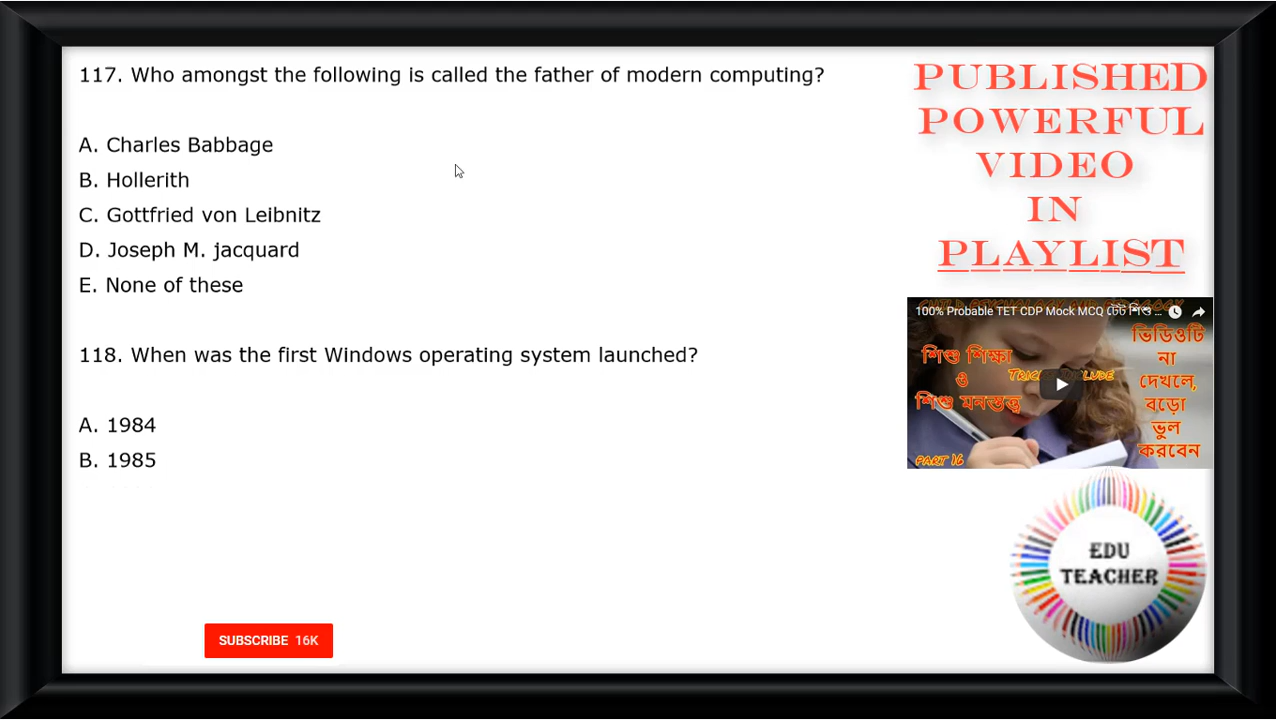 117. Who amongst the following is called the father of modern computing?
A. Charles Babbage
B. Hollerith
C. Gottfried von Leibnitz
D. Joseph M. jacquard
E. None of these
118. When was the first Windows operating system launched?
A. 1984
B. 1985
SUBSCRIBE 16K
PUBLISHED
POWERFUL
VIDEO
IN
PLAYLIST
100% Probable TET CDP Mock MCQ টেট শিশু ...
শিশু শিক্ষা
ও
শিশু মনস্তত্ত্ব
ভিডিওটি
না
দেখলে,
বড়ো
ভুল
করবেন
PART 16
EDU
TEACHER